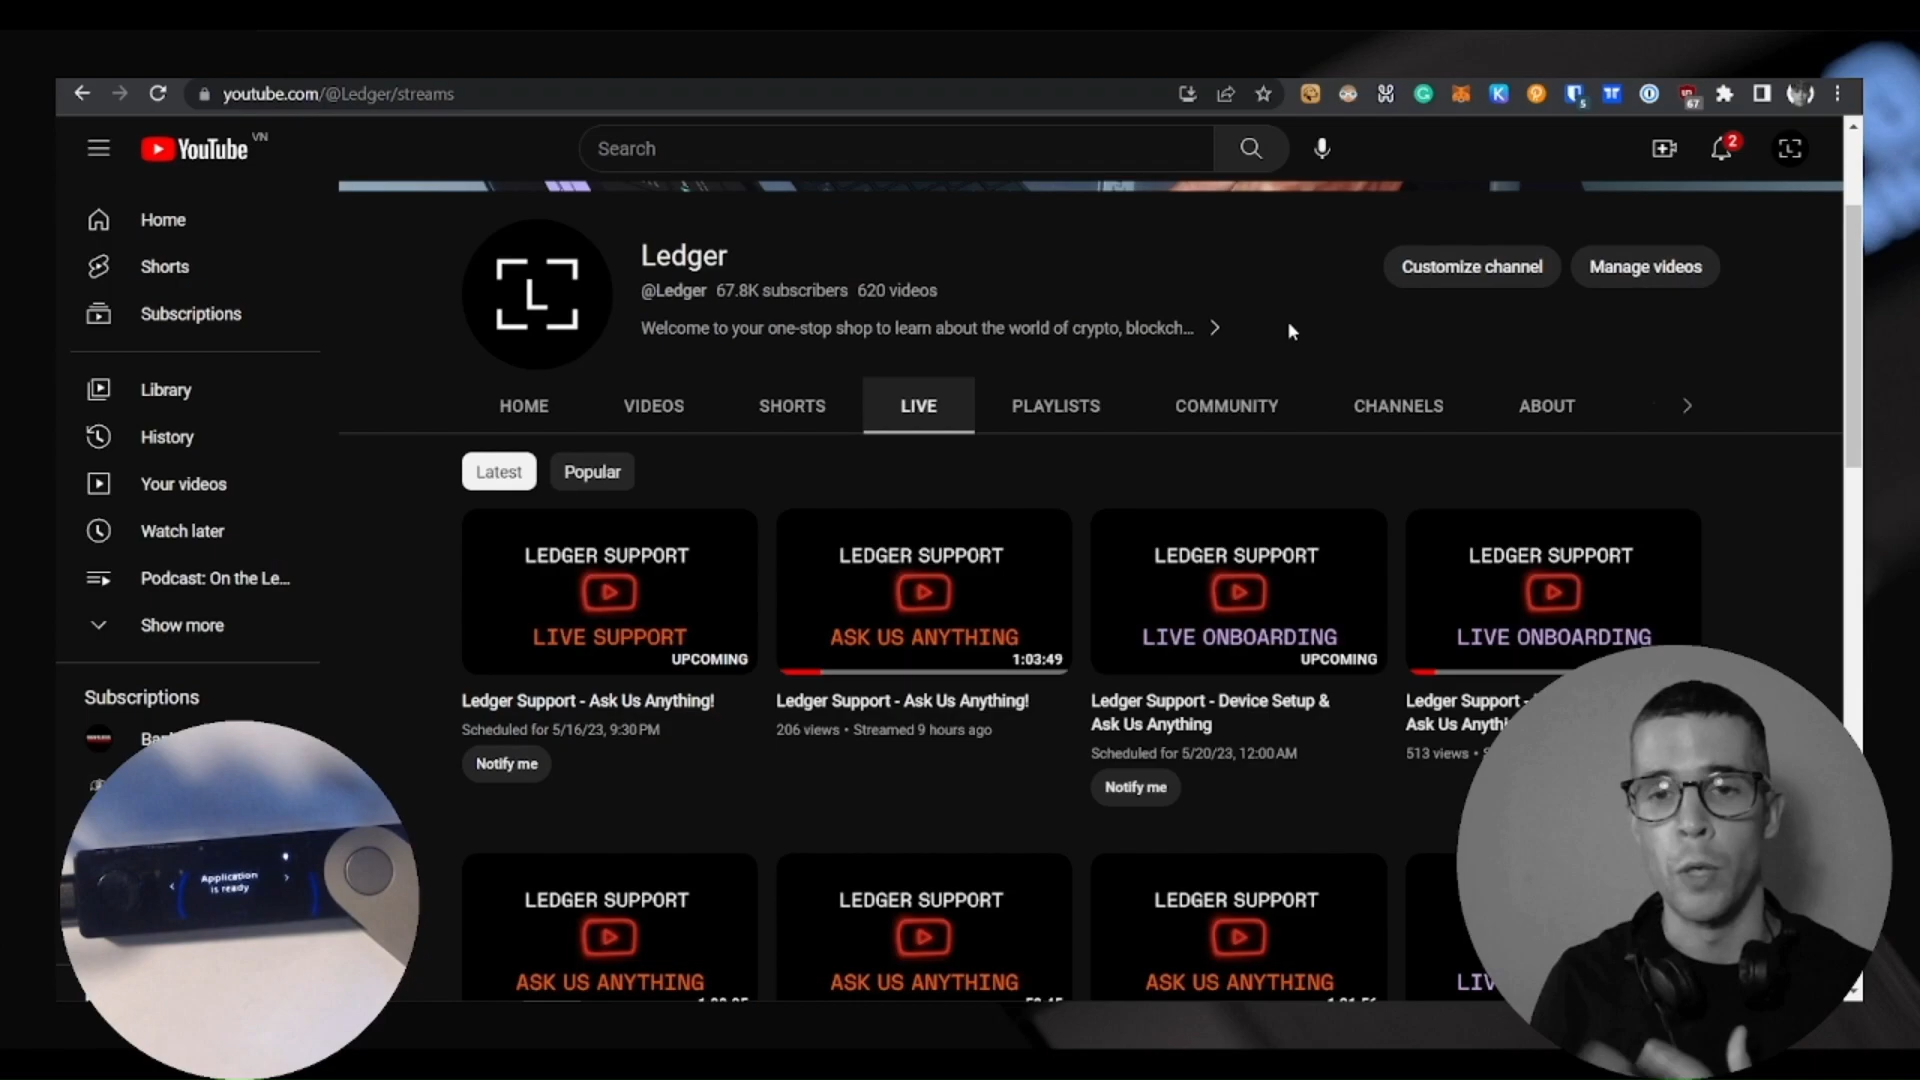 youtube.com/@Ledger/streams
5
67
YouTube VN
Search
2
Home
Shorts
Subscriptions
Library
History
Your videos
Watch later
Podcast: On the Le...
Show more
Subscriptions
L
Ledger
@Ledger 67.8K subscribers 620 videos
Welcome to your one-stop shop to learn about the world of crypto, blockch...
Customize channel
Manage videos
HOME
VIDEOS
SHORTS
LIVE
PLAYLISTS
COMMUNITY
CHANNELS
ABOUT
Latest
Popular
LEDGER SUPPORT
LIVE SUPPORT
UPCOMING
Ledger Support - Ask Us Anything!
Scheduled for 5/16/23, 9:30 PM
Notify me
LEDGER SUPPORT
ASK US ANYTHING
1:03:49
Ledger Support - Ask Us Anything!
206 views • Streamed 9 hours ago
LEDGER SUPPORT
LIVE ONBOARDING
UPCOMING
Ledger Support - Device Setup &
Ask Us Anything
Scheduled for 5/20/23, 12:00 AM
Notify me
LEDGER SUPPORT
LIVE ONBOARDING
Ledger Support -
Ask Us
513 views •
LEDGER SUPPORT
ASK US ANYTHING
LEDGER SUPPORT
ASK US ANYTHING
LEDGER SUPPORT
ASK US ANYTHING
Application
is ready